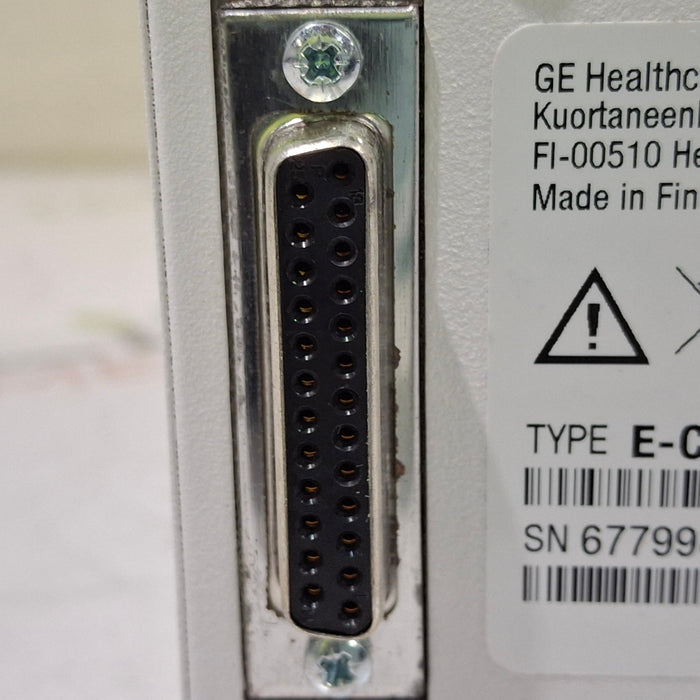 GE Healthc
Kuortaneen
FI-00510 He
Made in Fin
TYPE E-C
SN 67799